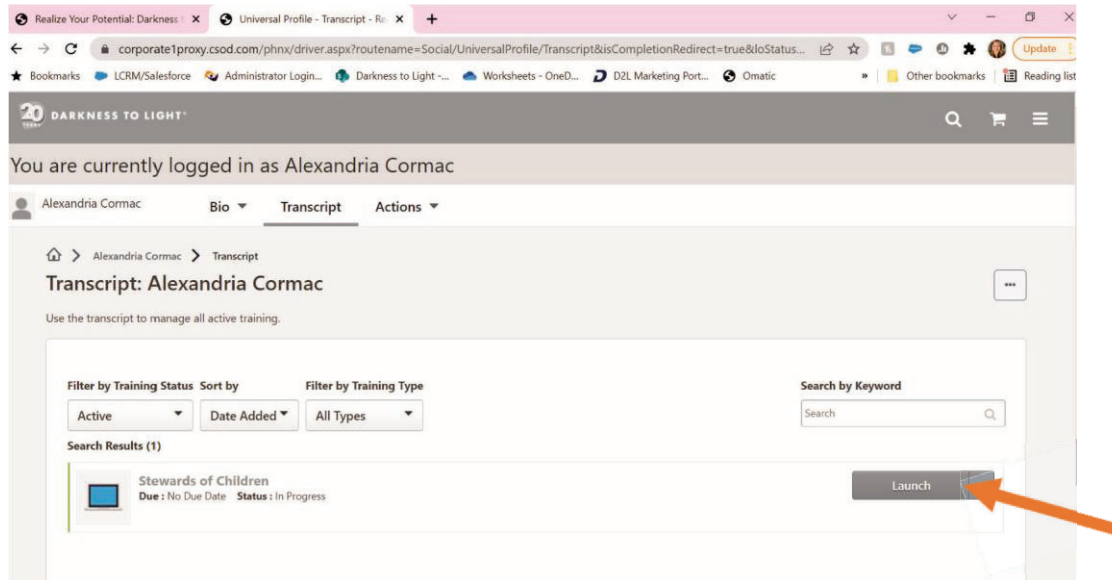 Realize Your Potential: Darkness t
Universal Profile - Transcript - Re
corporate1proxy.csod.com/phnx/driver.aspx?routename=Social/UniversalProfile/Transcript&isCompletionRedirect=true&loStatus...
Update
Bookmarks LCRM/Salesforce Administrator Login... Darkness to Light -... Worksheets - OneD... D2L Marketing Port... Omatic » Other bookmarks Reading list
20 YEARS DARKNESS TO LIGHT
You are currently logged in as Alexandria Cormac
Alexandria Cormac Bio Transcript Actions
Alexandria Cormac > Transcript
Transcript: Alexandria Cormac
Use the transcript to manage all active training.
Filter by Training Status Sort by Filter by Training Type Search by Keyword
Active Date Added All Types Search
Search Results (1)
Stewards of Children
Due : No Due Date Status : In Progress
Launch